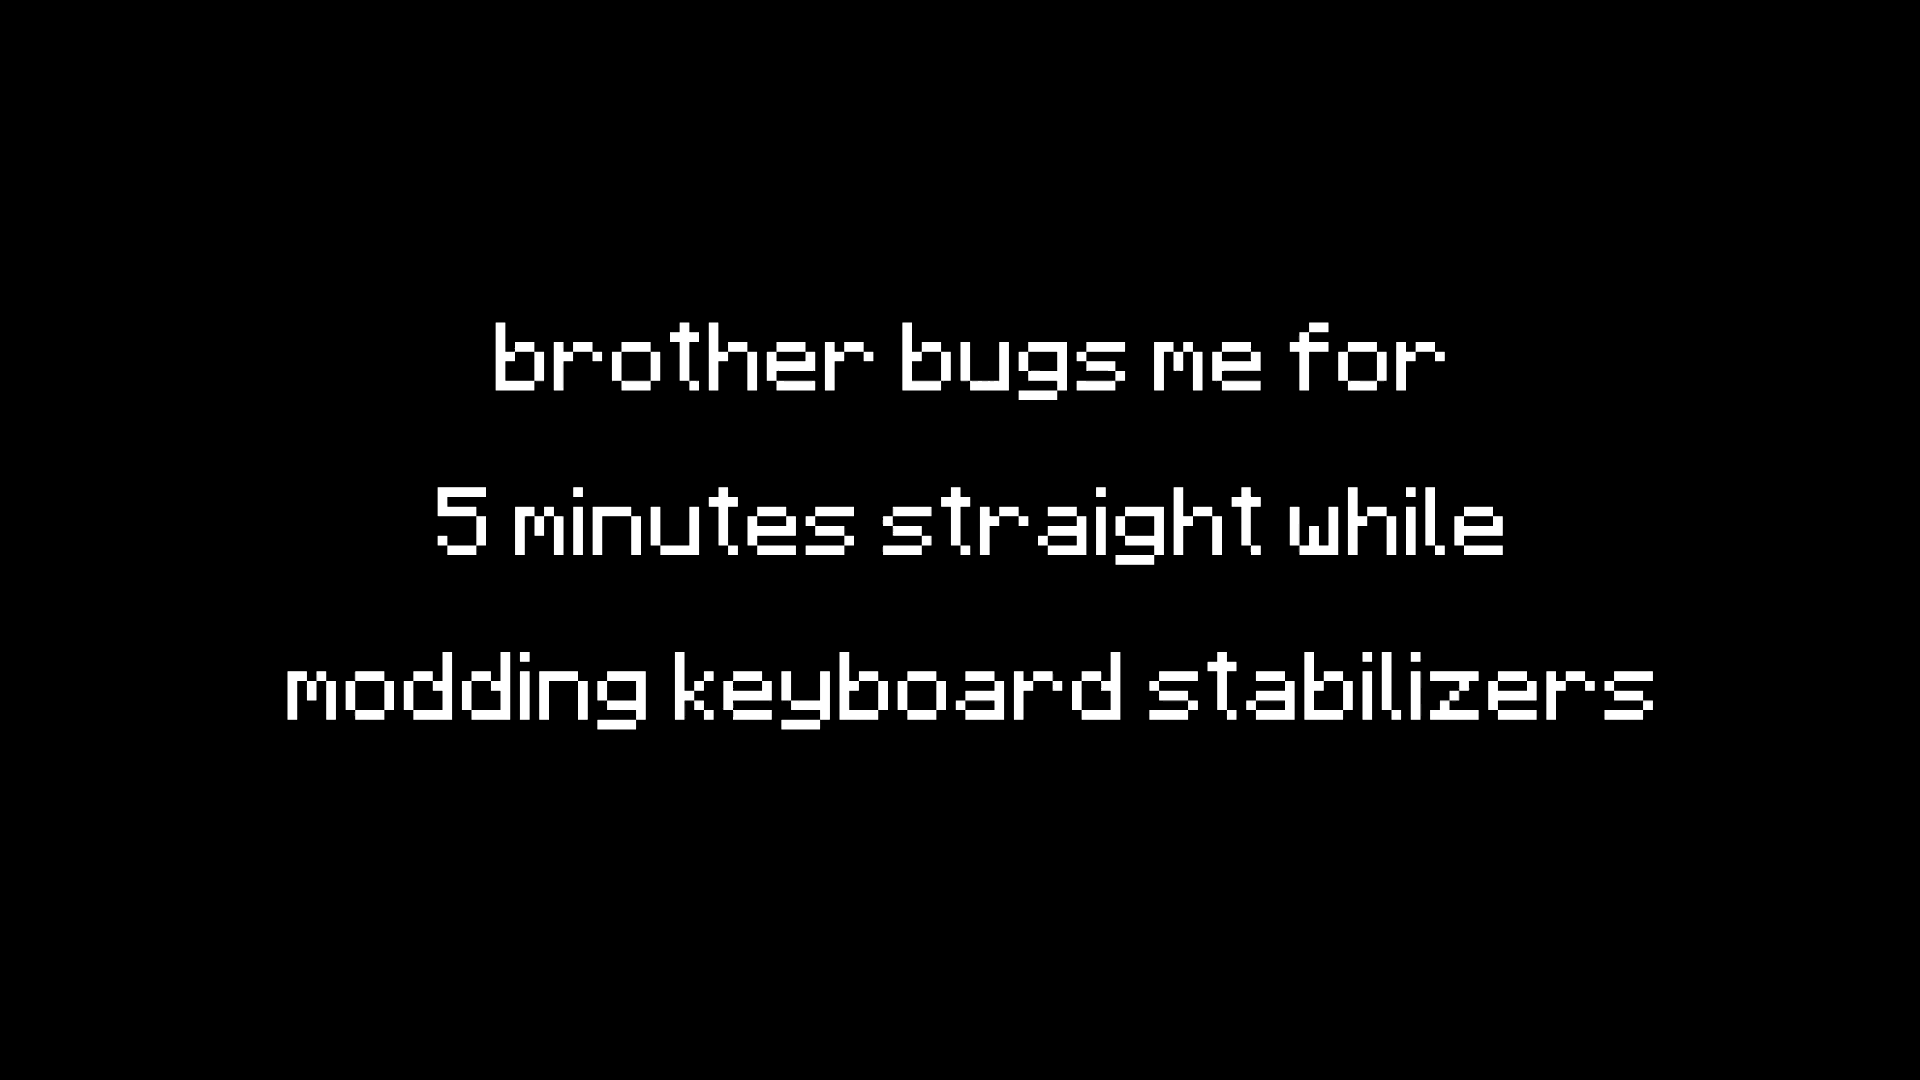 brother bugs me for
5 minutes straight while
modding keyboard stabilizers